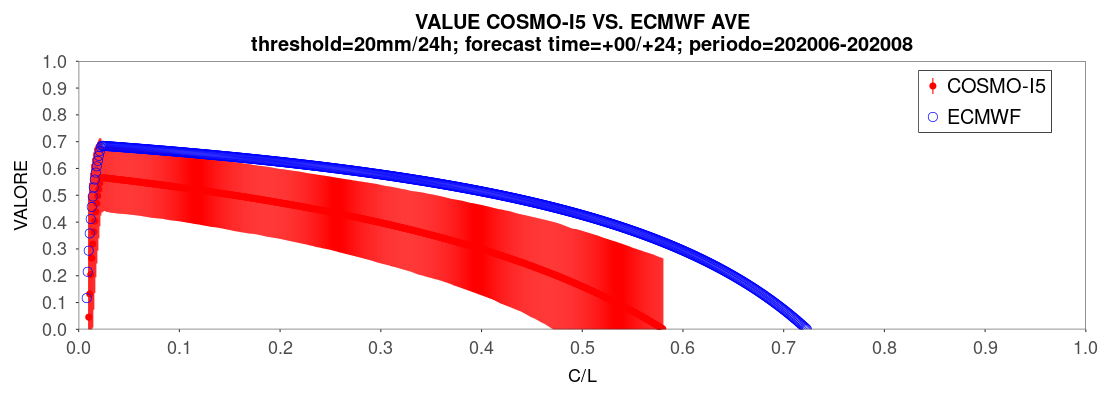 VALUE COSMO-I5 VS. ECMWF AVE
threshold=20mm/24h; forecast time=+00/+24; periodo=202006-202008
COSMO-I5
ECMWF
VALORE
1.0
0.9
0.8
0.7
0.6
0.5
0.4
0.3
0.2
0.1
0.0
0.0 0.1 0.2 0.3 0.4 0.5 0.6 0.7 0.8 0.9 1.0
C/L